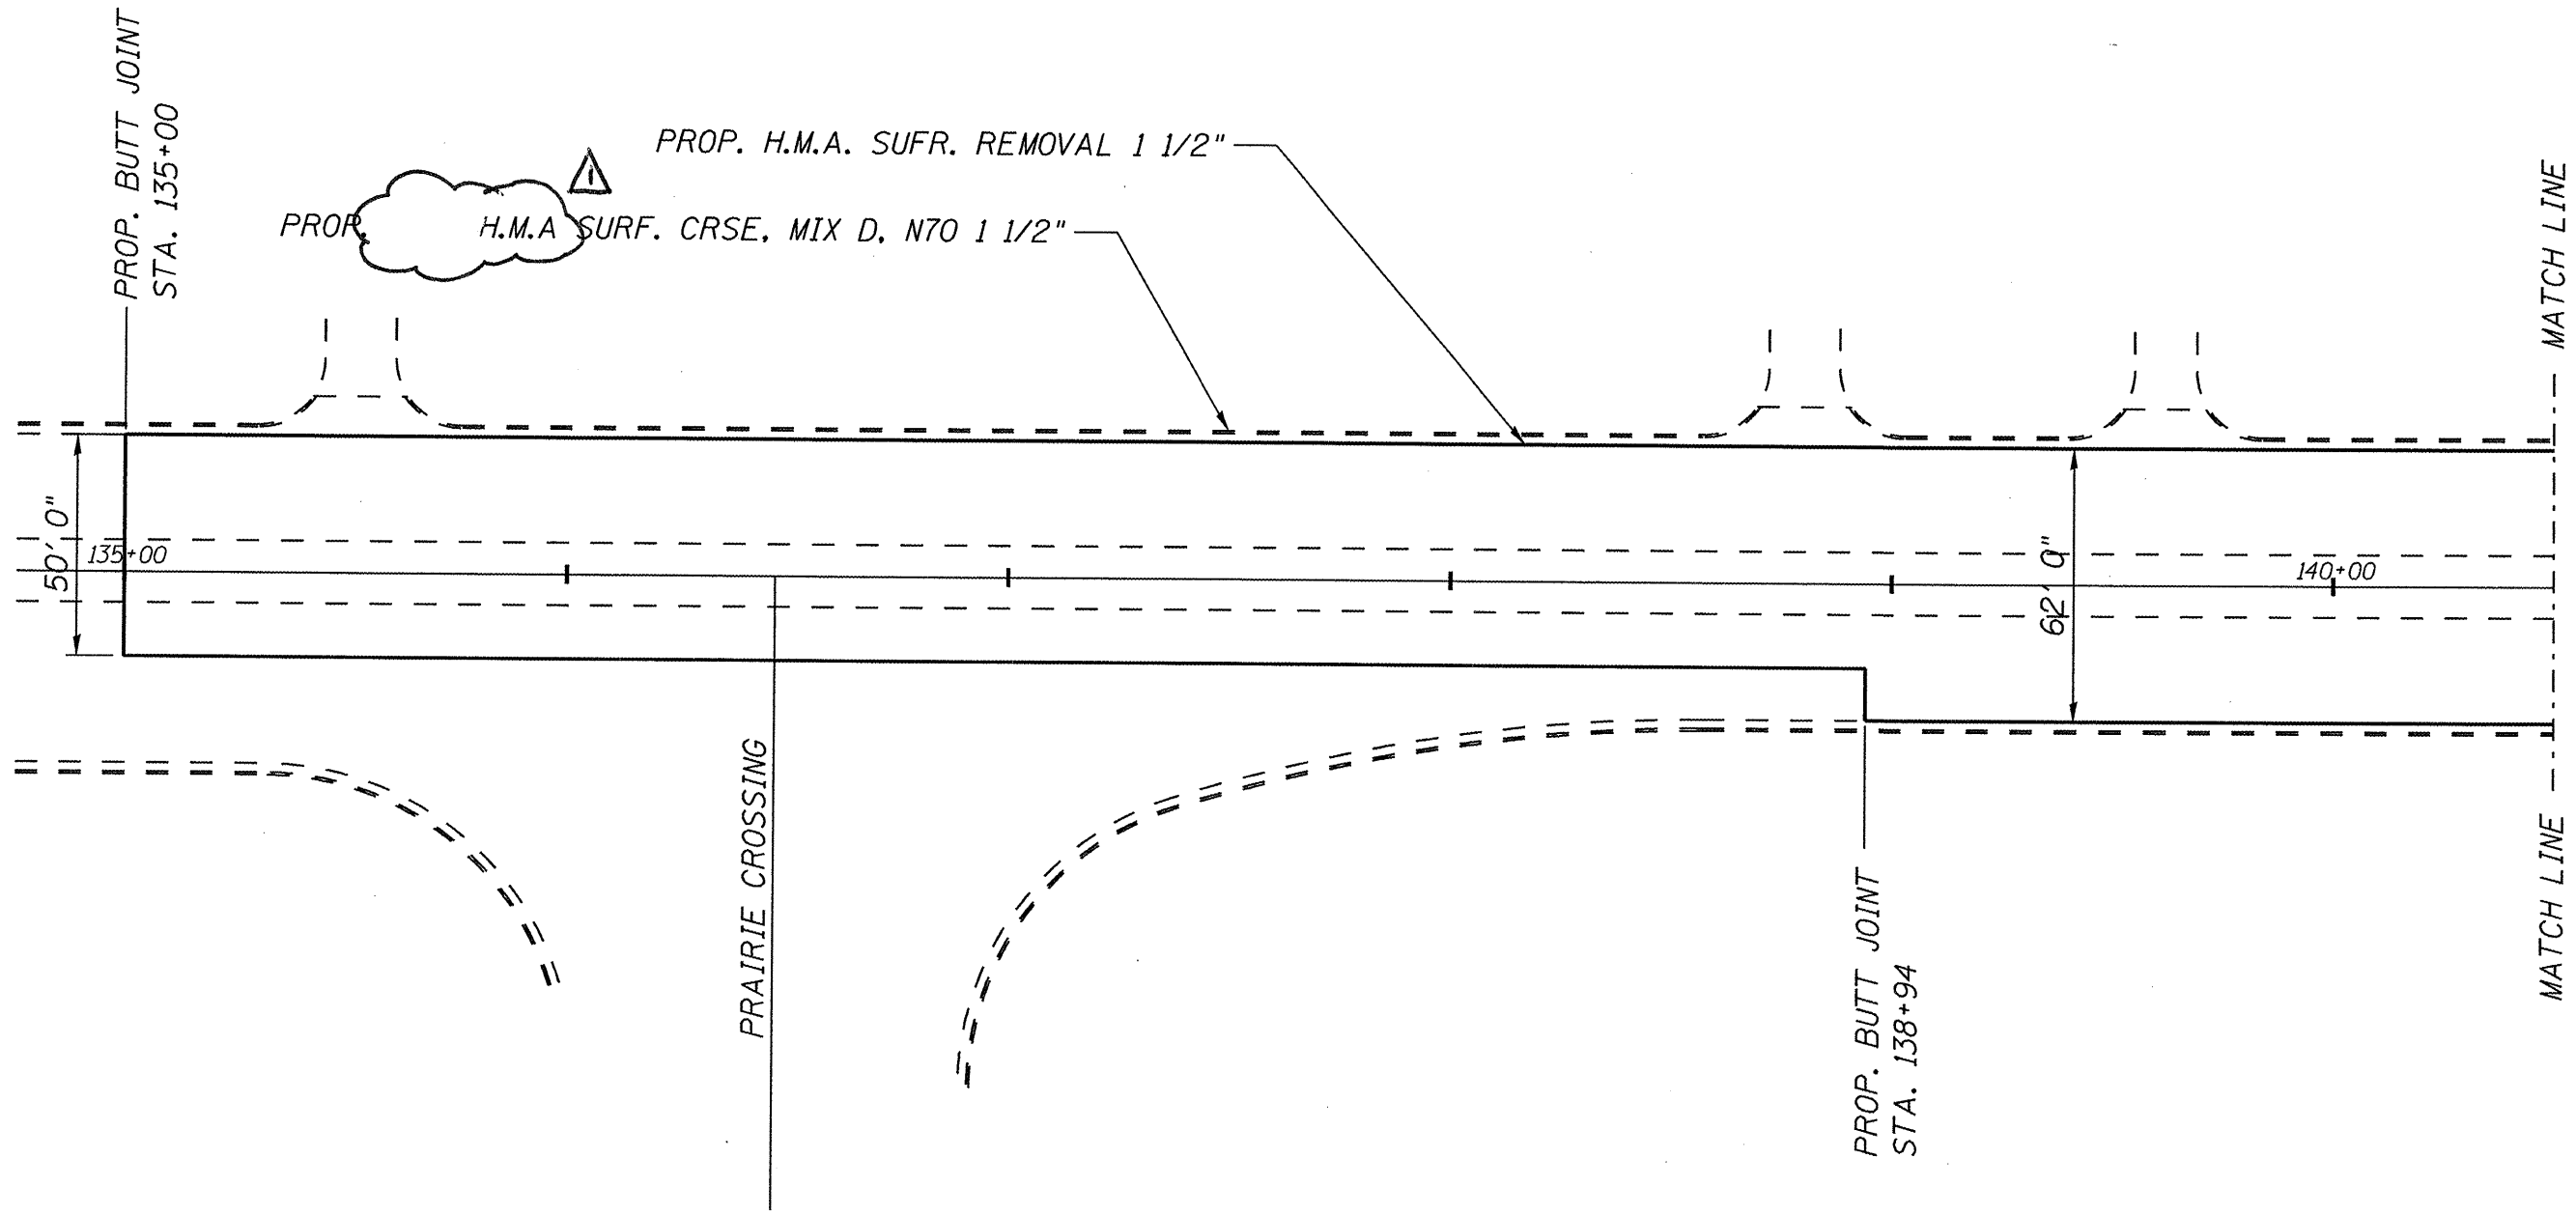 PROP. BUTT JOINT
STA. 135+00
PROP. H.M.A. SUFR. REMOVAL 1 1/2"
1
PROP. H.M.A SURF. CRSE, MIX D, N70 1 1/2"
MATCH LINE
50' 0"
135+00
62' 0"
140+00
PRAIRIE CROSSING
PROP. BUTT JOINT
STA. 138+94
MATCH LINE